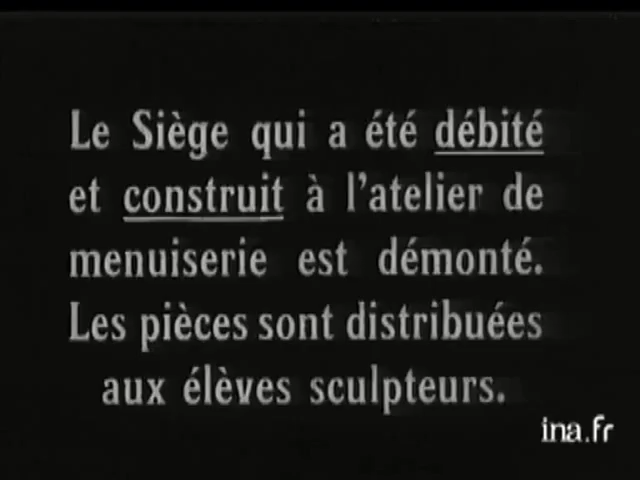 Le Siège qui a été débité
et construit à l'atelier de
menuiserie est démonté.
Les pièces sont distribuées
aux élèves sculpteurs.
ina.fr